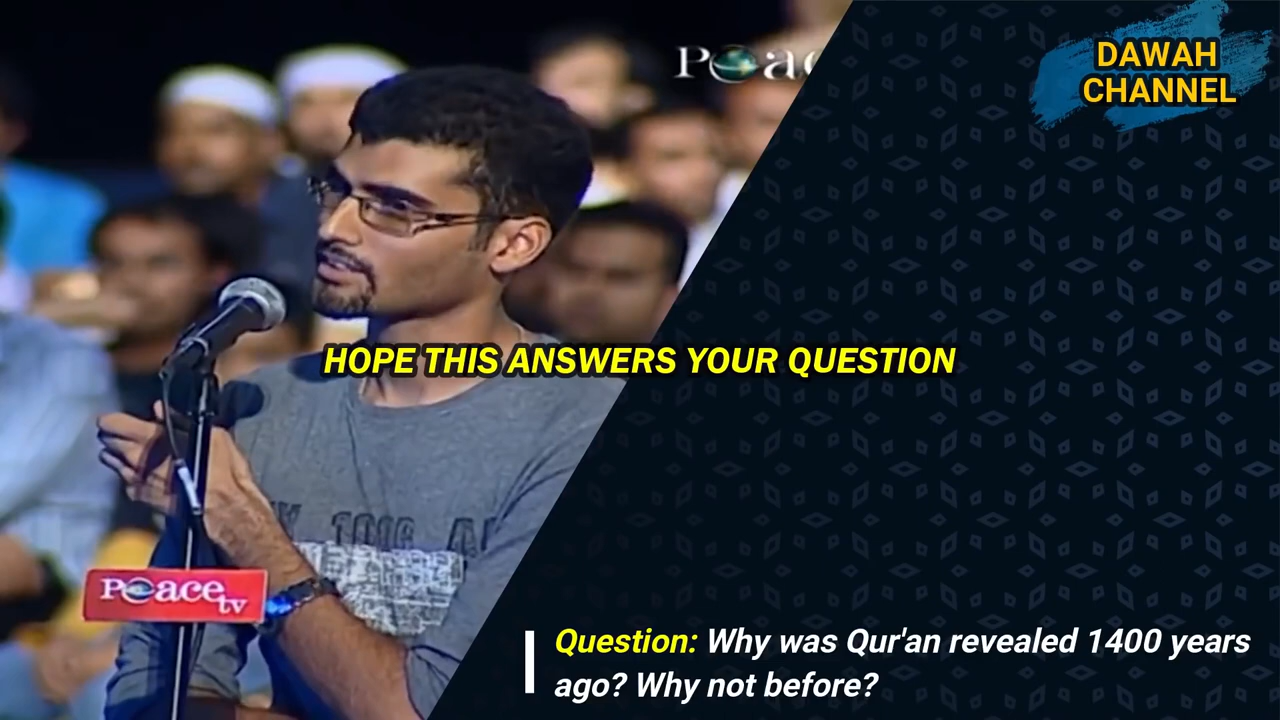 Peac
DAWAH
CHANNEL
HOPE THIS ANSWERS YOUR QUESTION
Peace tv
Question: Why was Qur'an revealed 1400 years
ago? Why not before?